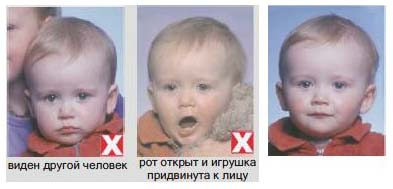 виден другой человек
рот открыт и игрушка
придвинута к лицу